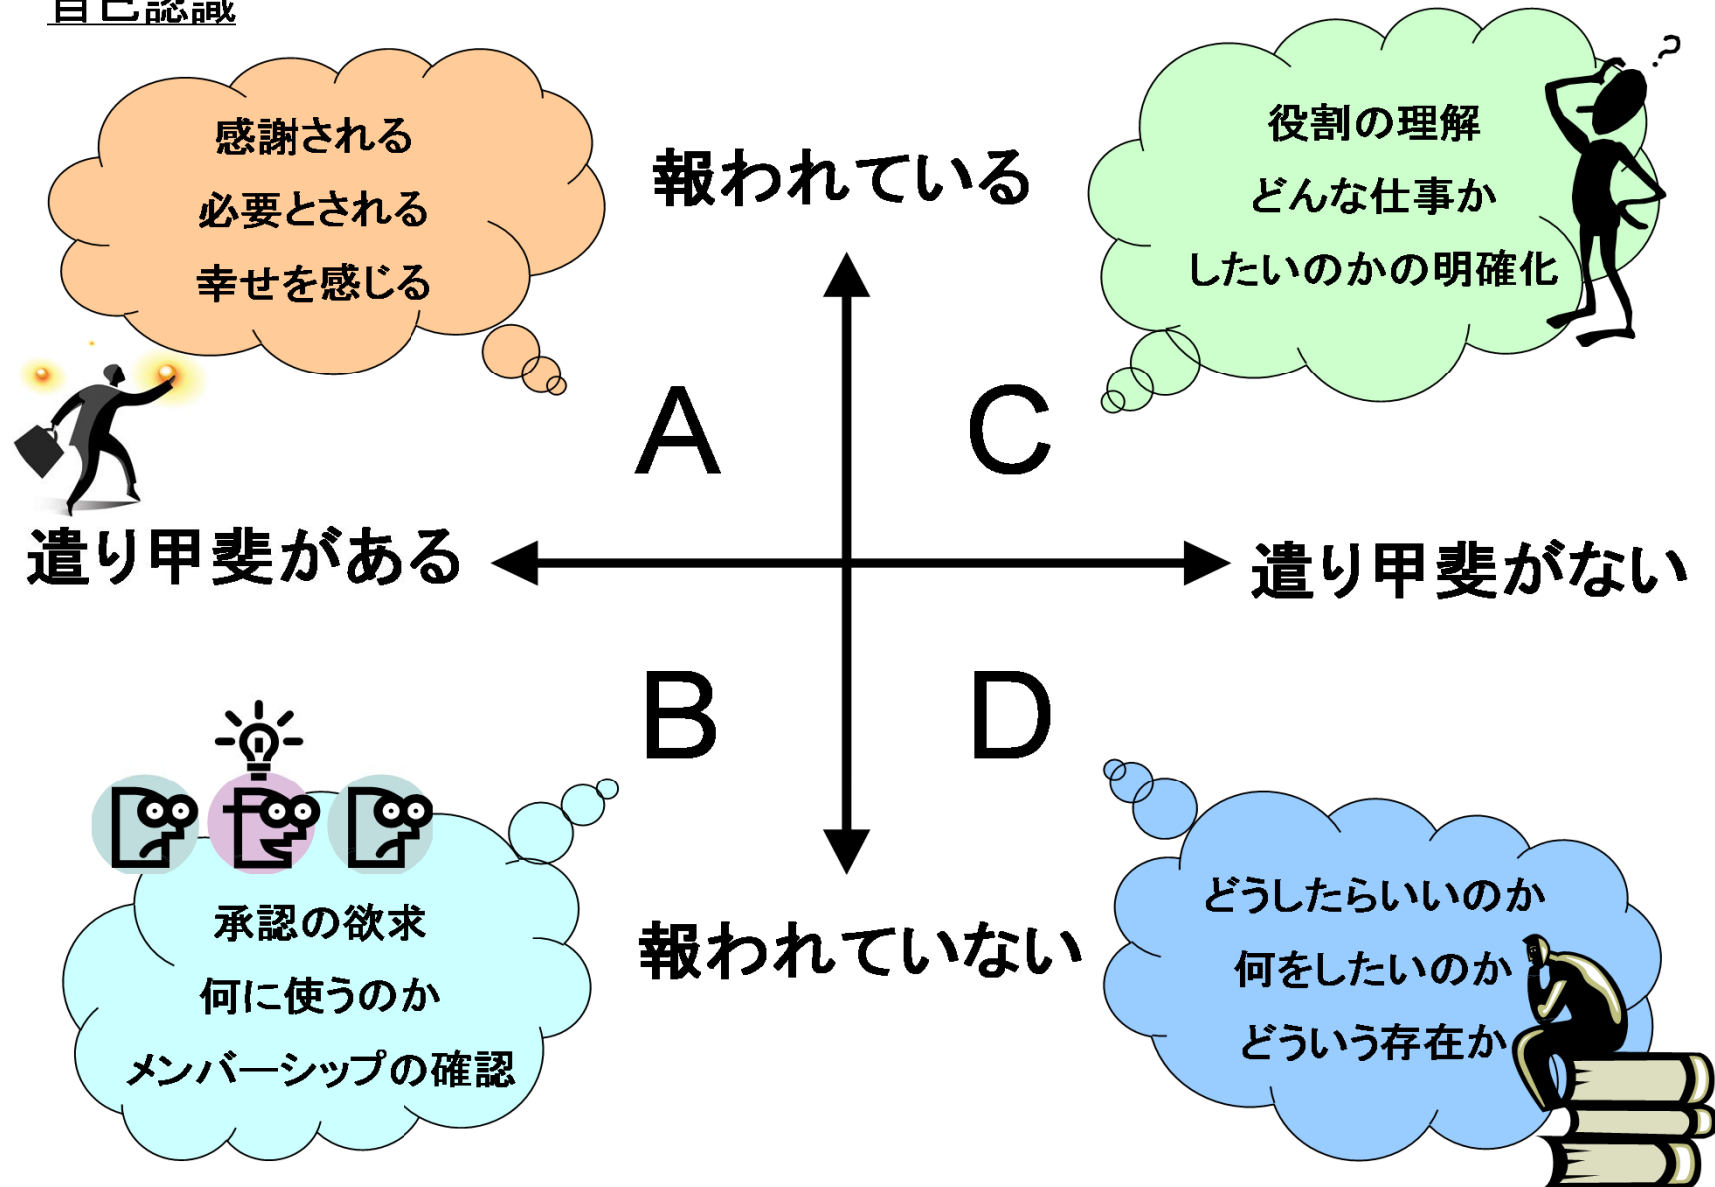 自己認識
感謝される
必要とされる
幸せを感じる
報われている
役割の理解
どんな仕事か
したいのかの明確化
?
A
C
遣り甲斐がある
遣り甲斐がない
B
D
承認の欲求
何に使うのか
メンバーシップの確認
報われていない
どうしたらいいのか
何をしたいのか
どういう存在か